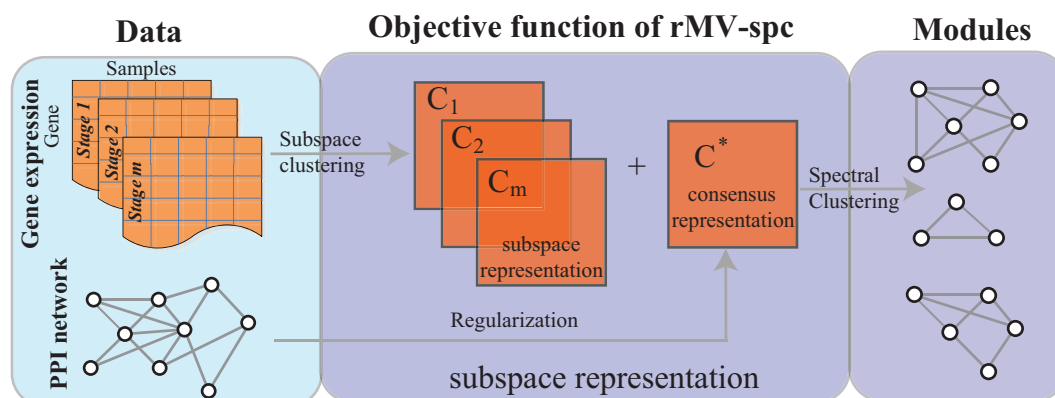 Data
Objective function of rMV-spc
Modules
Gene expression
Gene
Samples
Stage 1
Stage 2
Stage m
Subspace
clustering
C1
C2
Cm
subspace
representation
+
C*
consensus
representation
Spectral
Clustering
PPI network
Regularization
subspace representation